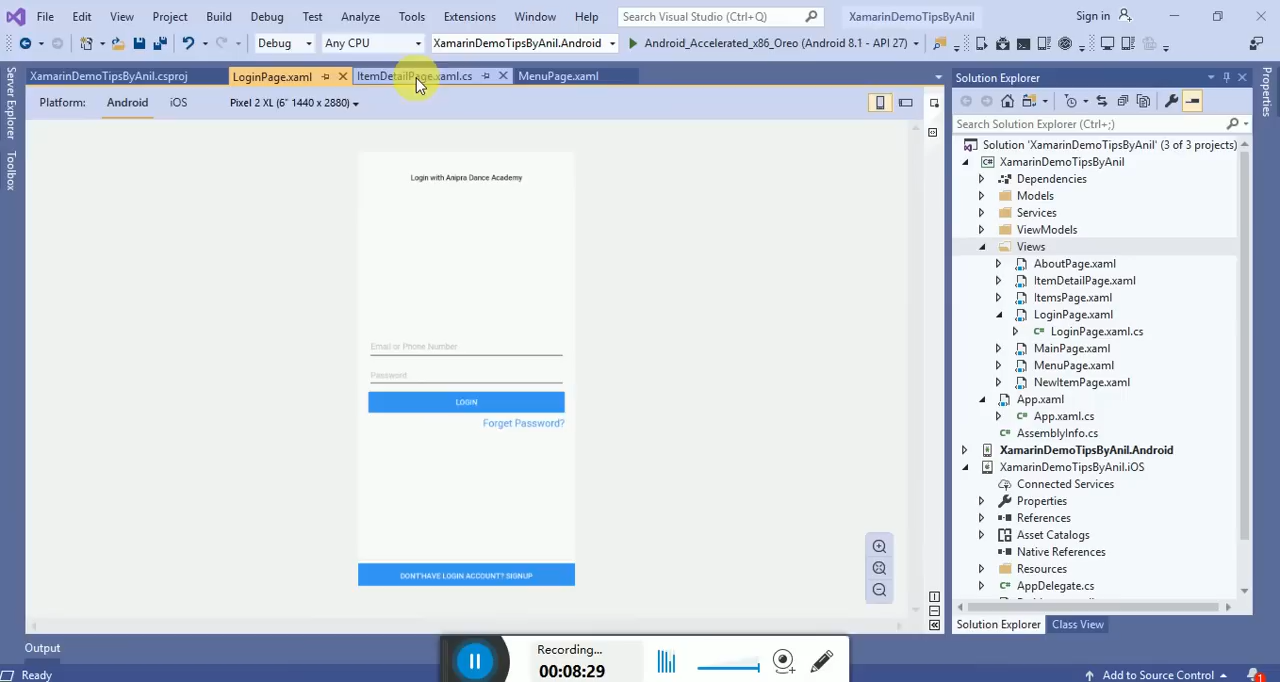 File Edit View Project Build Debug Test Analyze Tools Extensions Window Help Search Visual Studio (Ctrl+Q) XamarinDemoTipsByAnil Sign in
Debug Any CPU XamarinDemoTipsByAnil.Android Android_Accelerated_x86_Oreo (Android 8.1 - API 27)
XamarinDemoTipsByAnil.csproj LoginPage.xaml ItemDetailPage.xaml.cs MenuPage.xaml
Platform: Android iOS Pixel 2 XL (6" 1440 x 2880)
Server Explorer
Toolbox
Login with Anipra Dance Academy
Email or Phone Number
Password
LOGIN
Forget Password?
DONT'HAVE LOGIN ACCOUNT? SIGNUP
Solution Explorer
Search Solution Explorer (Ctrl+;)
Solution 'XamarinDemoTipsByAnil' (3 of 3 projects)
XamarinDemoTipsByAnil
Dependencies
Models
Services
ViewModels
Views
AboutPage.xaml
ItemDetailPage.xaml
ItemsPage.xaml
LoginPage.xaml
C# LoginPage.xaml.cs
MainPage.xaml
MenuPage.xaml
NewItemPage.xaml
App.xaml
C# App.xaml.cs
C# AssemblyInfo.cs
XamarinDemoTipsByAnil.Android
XamarinDemoTipsByAnil.iOS
Connected Services
Properties
References
Asset Catalogs
Native References
Resources
C# AppDelegate.cs
Solution Explorer Class View
Properties
Output
Recording...
00:08:29
Ready Add to Source Control 1